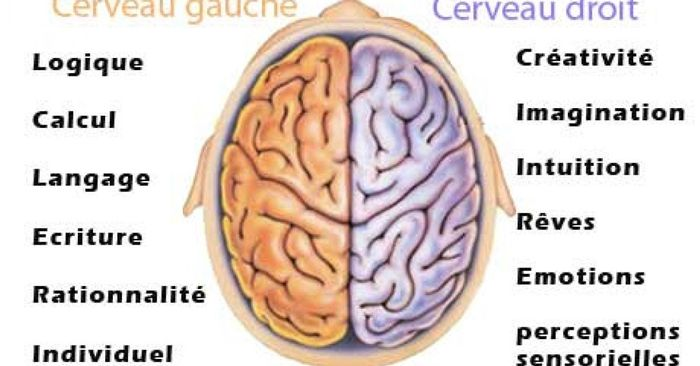 Cerveau gauche
Cerveau droit
Logique
Calcul
Langage
Ecriture
Rationnalité
Individuel
Créativité
Imagination
Intuition
Rêves
Emotions
perceptions
sensorielles